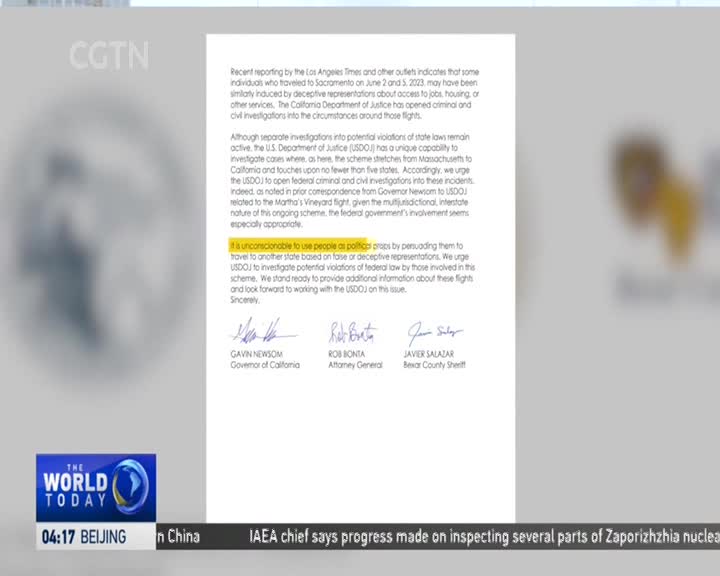 CGTN
Recent reporting by the Los Angeles Times and other outlets indicates that some
individuals who traveled to Sacramento on June 2 and 5, 2023, may have been
similarly induced by deceptive representations about access to jobs, housing, or
other services. The California Department of Justice has opened criminal and
civil investigations into the circumstances around those flights.
Although separate investigations into potential violations of state laws remain
active, the U.S. Department of Justice (USDOJ) has a unique capability to
investigate cases where, as here, the scheme stretches from Massachusetts to
California and touches upon no fewer than five states. Accordingly, we urge
the USDOJ to open federal criminal and civil investigations into these incidents.
Indeed, as noted in prior correspondence from Governor Newsom to USDOJ
related to the Martha's Vineyard flight, given the multijurisdictional, interstate
nature of this ongoing scheme, the federal government's involvement seems
especially appropriate.
It is unconscionable to use people as political props by persuading them to
travel to another state based on false or deceptive representations. We urge
USDOJ to investigate potential violations of federal law by those involved in this
scheme. We stand ready to provide additional information about these flights
and look forward to working with the USDOJ on this issue.
Sincerely,
Rob Bonta Javier Salazar
GAVIN NEWSOM ROB BONTA JAVIER SALAZAR
Governor of California Attorney General Bexar County Sheriff
THE
WORLD
TODAY
04:17 BEIJING n China IAEA chief says progress made on inspecting several parts of Zaporizhzhia nuclea